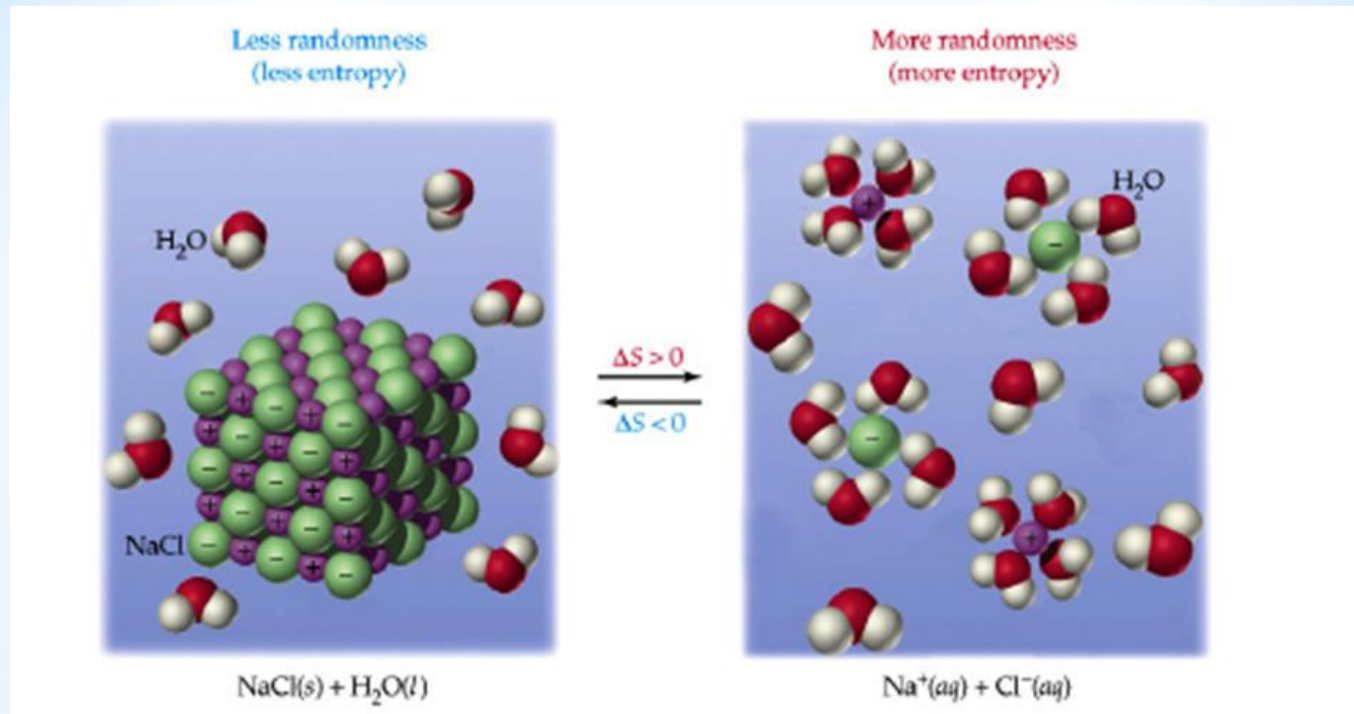 Less randomness
(less entropy)
More randomness
(more entropy)
H₂O
NaCl
H₂O
ΔS > 0
ΔS < 0
NaCl(s) + H₂O(l)
Na⁺(aq) + Cl⁻(aq)